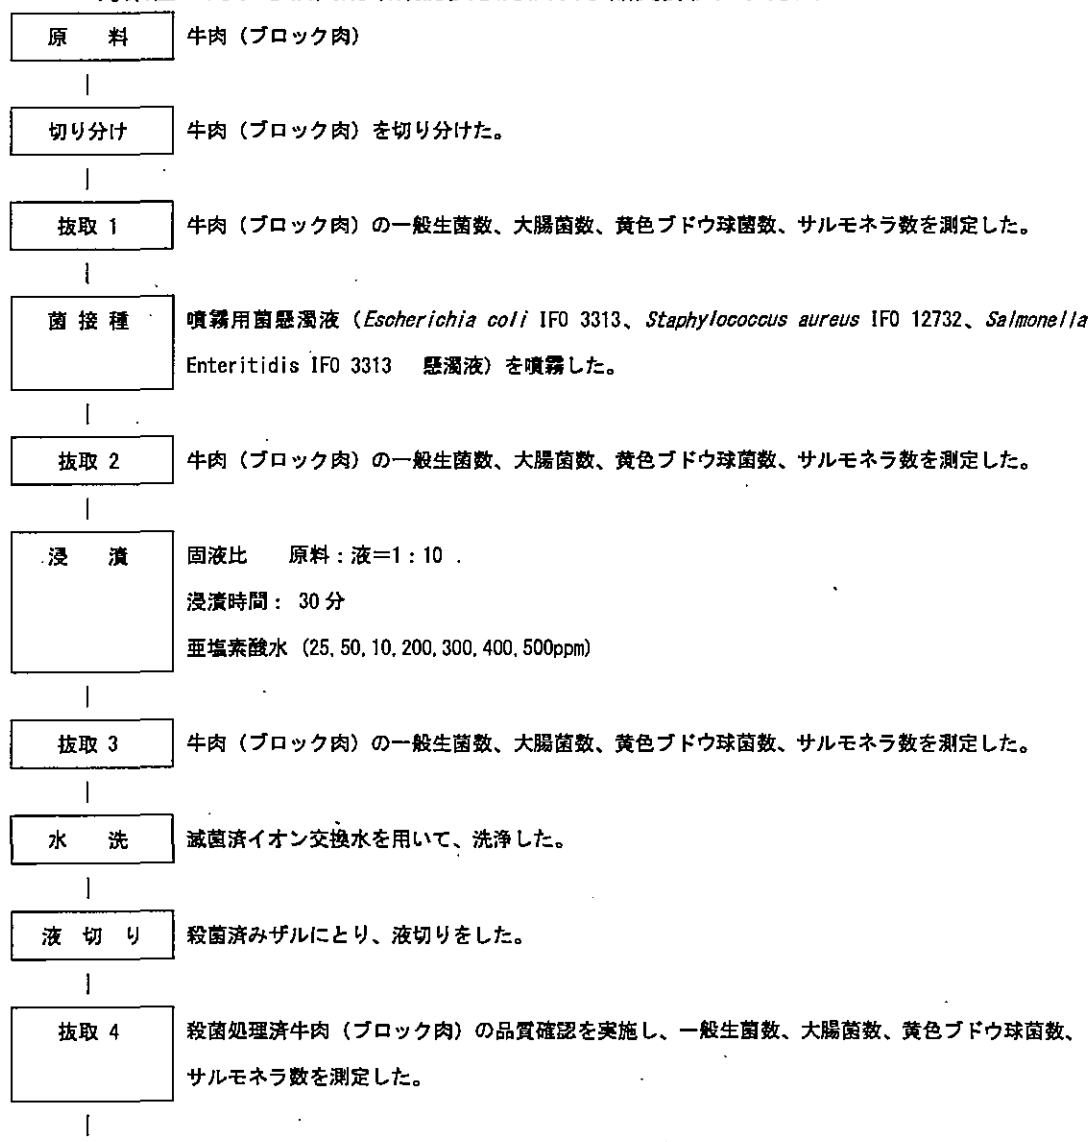 原 料 牛肉（ブロック肉）
切り分け 牛肉（ブロック肉）を切り分けた。
抜取 1 牛肉（ブロック肉）の一般生菌数、大腸菌数、黄色ブドウ球菌数、サルモネラ数を測定した。
菌 接 種 噴霧用菌懸濁液（Escherichia coli IFO 3313、Staphylococcus aureus IFO 12732、Salmonella
Enteritidis IFO 3313 懸濁液）を噴霧した。
抜取 2 牛肉（ブロック肉）の一般生菌数、大腸菌数、黄色ブドウ球菌数、サルモネラ数を測定した。
浸 漬 固液比 原料：液＝1：10
浸漬時間： 30 分
亜塩素酸水 (25, 50, 10, 200, 300, 400, 500ppm)
抜取 3 牛肉（ブロック肉）の一般生菌数、大腸菌数、黄色ブドウ球菌数、サルモネラ数を測定した。
水 洗 滅菌済イオン交換水を用いて、洗浄した。
液 切 り 殺菌済みザルにとり、液切りをした。
抜取 4 殺菌処理済牛肉（ブロック肉）の品質確認を実施し、一般生菌数、大腸菌数、黄色ブドウ球菌数、
サルモネラ数を測定した。